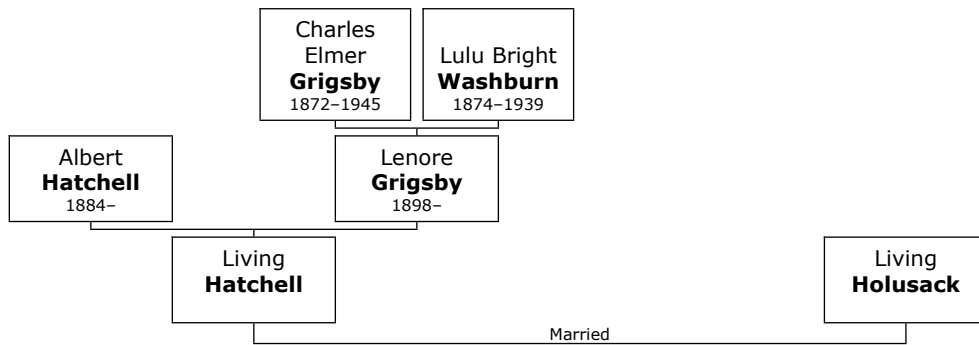 Charles
Elmer
Grigsby
1872–1945
Lulu Bright
Washburn
1874–1939
Albert
Hatchell
1884–
Lenore
Grigsby
1898–
Living
Hatchell
Living
Holusack
Married